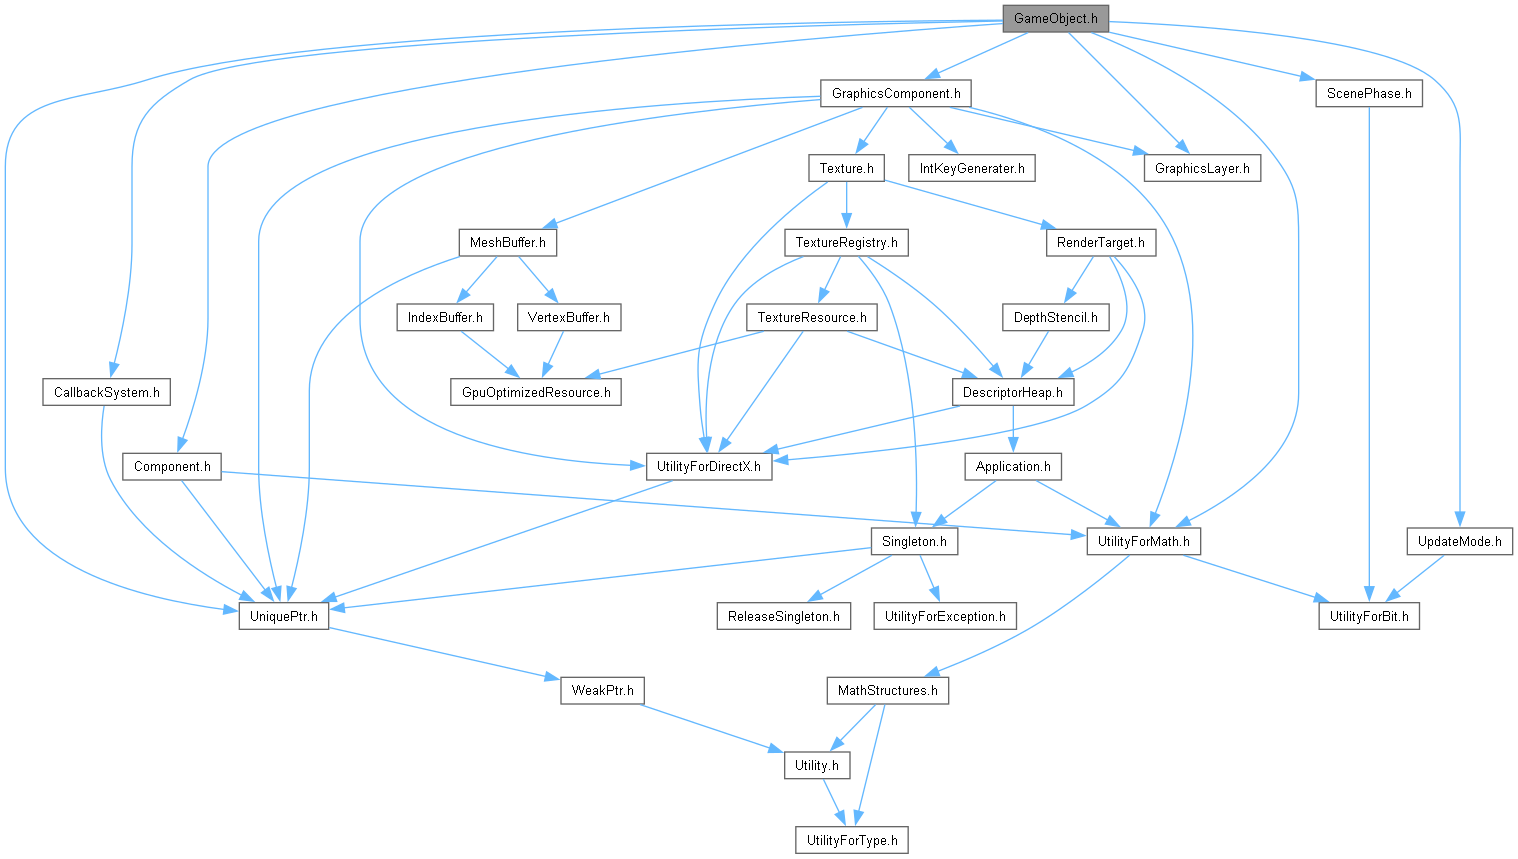 GameObject.h
GraphicsComponent.h
ScenePhase.h
Texture.h
IntKeyGenerater.h
GraphicsLayer.h
MeshBuffer.h
TextureRegistry.h
RenderTarget.h
IndexBuffer.h
VertexBuffer.h
TextureResource.h
DepthStencil.h
CallbackSystem.h
GpuOptimizedResource.h
DescriptorHeap.h
Component.h
UtilityForDirectX.h
Application.h
Singleton.h
UtilityForMath.h
UpdateMode.h
UniquePtr.h
ReleaseSingleton.h
UtilityForException.h
UtilityForBit.h
WeakPtr.h
MathStructures.h
Utility.h
UtilityForType.h